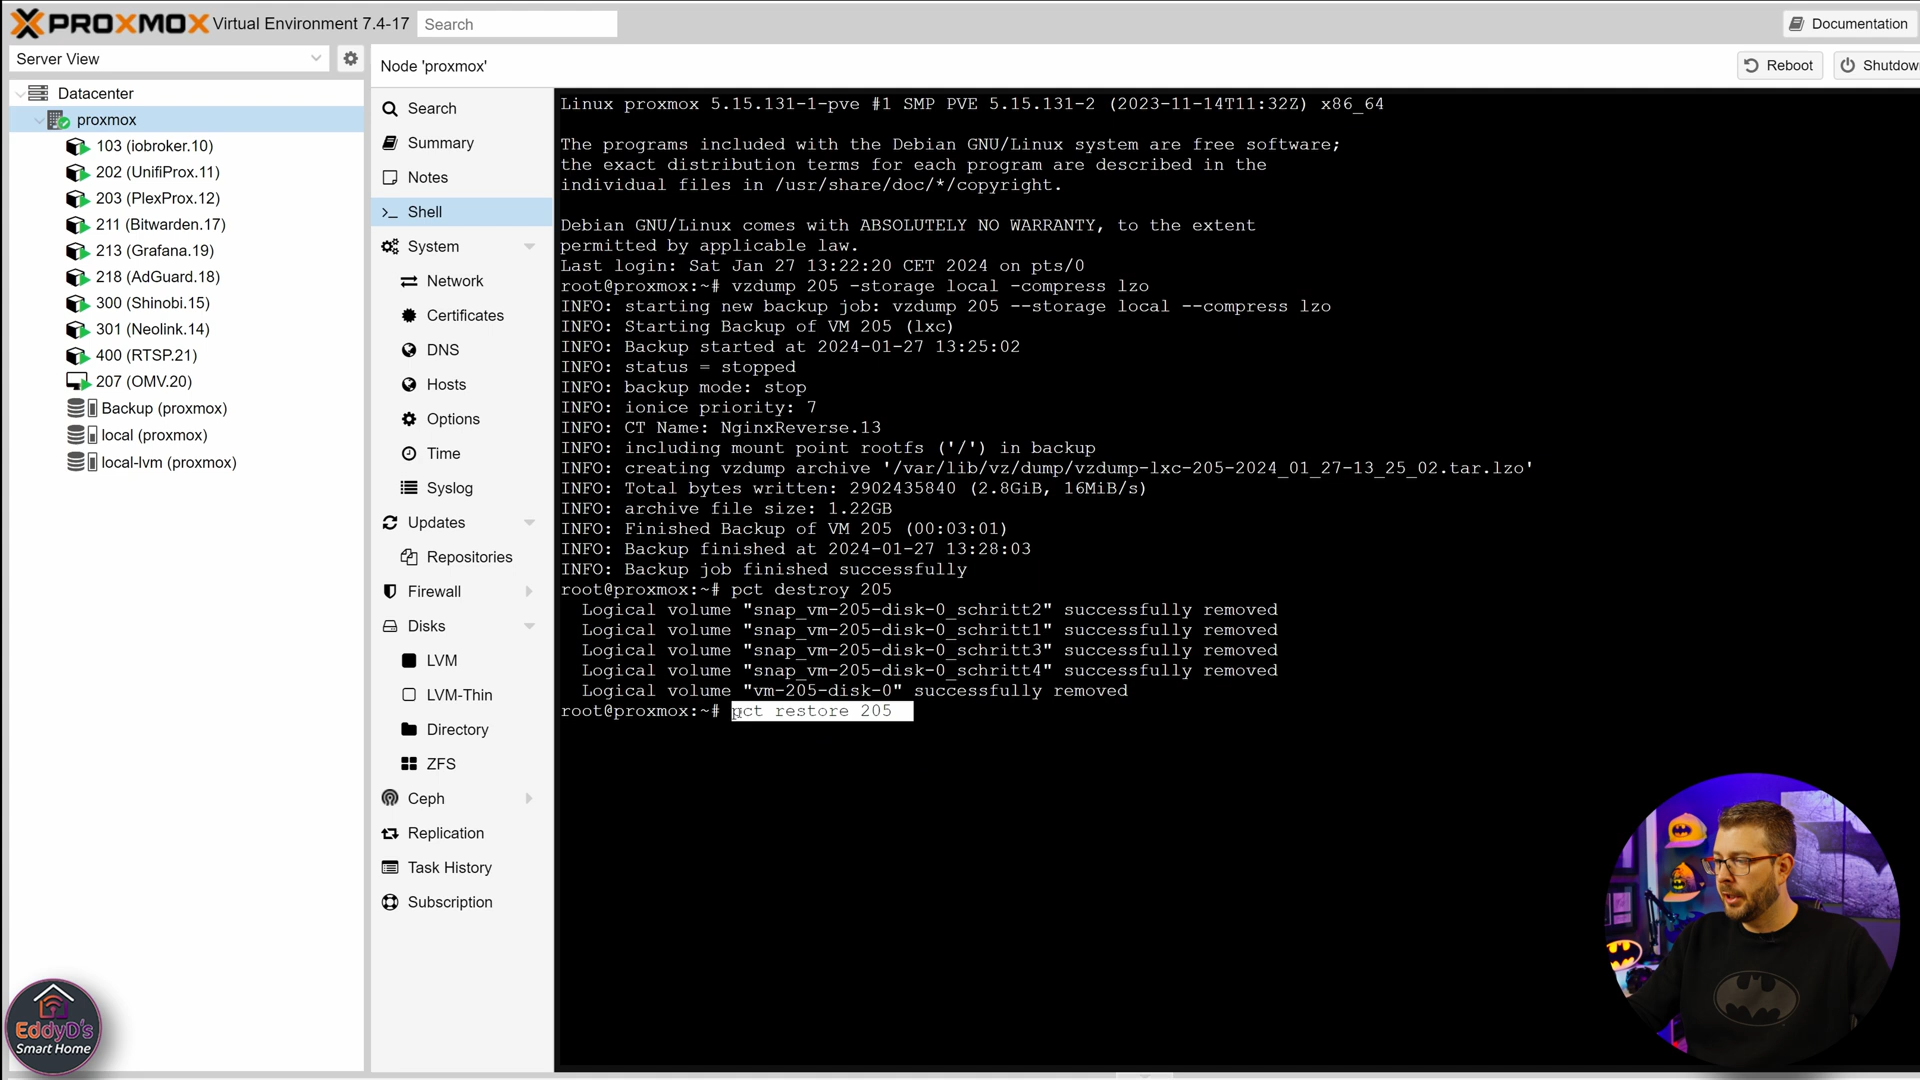 PROXMOX Virtual Environment 7.4-17
Search
Documentation
Server View
Node 'proxmox'
Reboot
Shutdow
Datacenter
proxmox
103 (iobroker.10)
202 (UnifiProx.11)
203 (PlexProx.12)
211 (Bitwarden.17)
213 (Grafana.19)
218 (AdGuard.18)
300 (Shinobi.15)
301 (Neolink.14)
400 (RTSP.21)
207 (OMV.20)
Backup (proxmox)
local (proxmox)
local-lvm (proxmox)
Search
Summary
Notes
Shell
System
Network
Certificates
DNS
Hosts
Options
Time
Syslog
Updates
Repositories
Firewall
Disks
LVM
LVM-Thin
Directory
ZFS
Ceph
Replication
Task History
Subscription
Linux proxmox 5.15.131-1-pve #1 SMP PVE 5.15.131-2 (2023-11-14T11:32Z) x86_64
The programs included with the Debian GNU/Linux system are free software;
the exact distribution terms for each program are described in the
individual files in /usr/share/doc/*/copyright.
Debian GNU/Linux comes with ABSOLUTELY NO WARRANTY, to the extent
permitted by applicable law.
Last login: Sat Jan 27 13:22:20 CET 2024 on pts/0
root@proxmox:~# vzdump 205 -storage local -compress lzo
INFO: starting new backup job: vzdump 205 --storage local --compress lzo
INFO: Starting Backup of VM 205 (lxc)
INFO: Backup started at 2024-01-27 13:25:02
INFO: status = stopped
INFO: backup mode: stop
INFO: ionice priority: 7
INFO: CT Name: NginxReverse.13
INFO: including mount point rootfs ('/') in backup
INFO: creating vzdump archive '/var/lib/vz/dump/vzdump-lxc-205-2024_01_27-13_25_02.tar.lzo'
INFO: Total bytes written: 2902435840 (2.8GiB, 16MiB/s)
INFO: archive file size: 1.22GB
INFO: Finished Backup of VM 205 (00:03:01)
INFO: Backup finished at 2024-01-27 13:28:03
INFO: Backup job finished successfully
root@proxmox:~# pct destroy 205
Logical volume "snap_vm-205-disk-0_schritt2" successfully removed
Logical volume "snap_vm-205-disk-0_schritt1" successfully removed
Logical volume "snap_vm-205-disk-0_schritt3" successfully removed
Logical volume "snap_vm-205-disk-0_schritt4" successfully removed
Logical volume "vm-205-disk-0" successfully removed
root@proxmox:~# pct restore 205
EddyD's
Smart Home